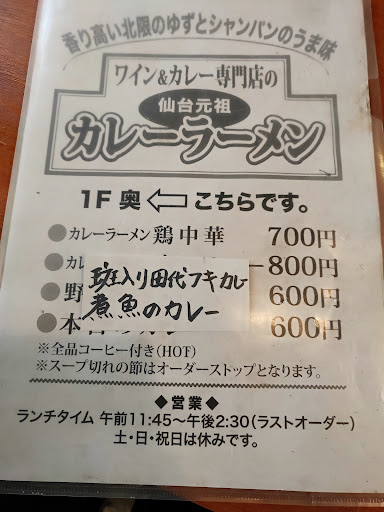 香り高い北限のゆずとシャンパンのうま味
ワイン&カレー専門店の
仙台元祖
カレーラーメン
1F 奥 ⇐ こちらです。
●カレーラーメン 鶏中華 700円
●カレ ー800円
●野 600円
●本 600円
班入り田代フキカレー
煮魚のカレー
※全品コーヒー付き(HOT)
※スープ切れの節はオーダーストップとなります。
◆営業◆
ランチタイム 午前11:45～午後2:30(ラストオーダー)
土・日・祝日は休みです。